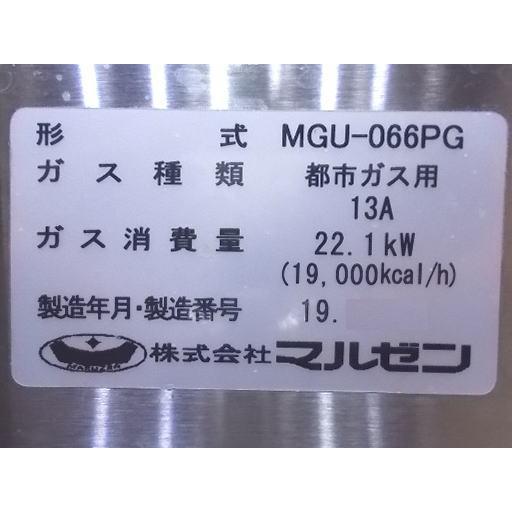 形式 MGU-066PG
ガス種類 都市ガス用
13A
ガス消費量 22.1kW
(19,000kcal/h)
製造年月・製造番号 19.
MARUZEN 株式会社 マルゼン